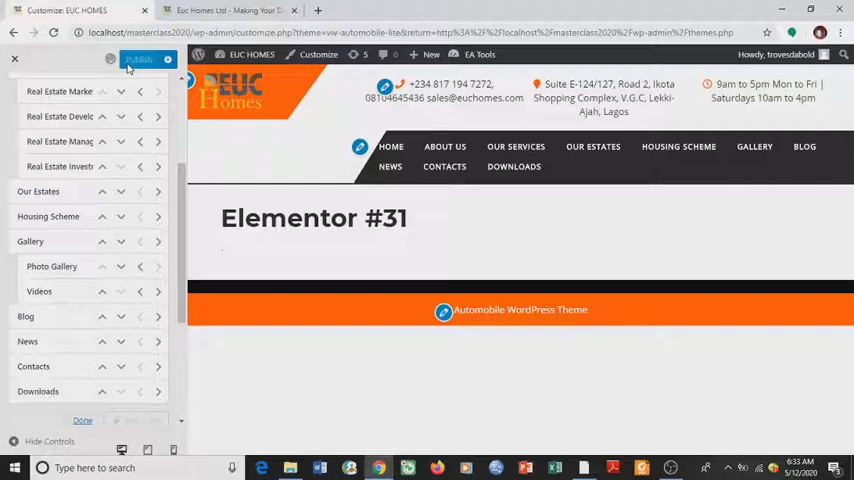 Customize: EUC HOMES
Euc Homes Ltd - Making Your D
localhost/masterclass2020/wp-admin/customize.php?theme=vw-automobile-lite&return=http%3A%2F%2Flocalhost%2Fmasterclass2020%2Fwp-admin%2Fthemes.php
Publish
EUC HOMES
Customize
5
0
New
EA Tools
Howdy, trovesdabold
Real Estate Marke
Real Estate Develc
Real Estate Manag
Real Estate Investr
Our Estates
Housing Scheme
Gallery
Photo Gallery
Videos
Blog
News
Contacts
Downloads
Done
Hide Controls
EUC
Homes
+234 817 194 7272,
08104645436 sales@euchomes.com
Suite E-124/127, Road 2, Ikota
Shopping Complex, V.G.C, Lekki-
Ajah, Lagos
9am to 5pm Mon to Fri |
Saturdays 10am to 4pm
HOME ABOUT US OUR SERVICES OUR ESTATES HOUSING SCHEME GALLERY BLOG
NEWS CONTACTS DOWNLOADS
Elementor #31
Automobile WordPress Theme
Type here to search
6:33 AM
5/12/2020